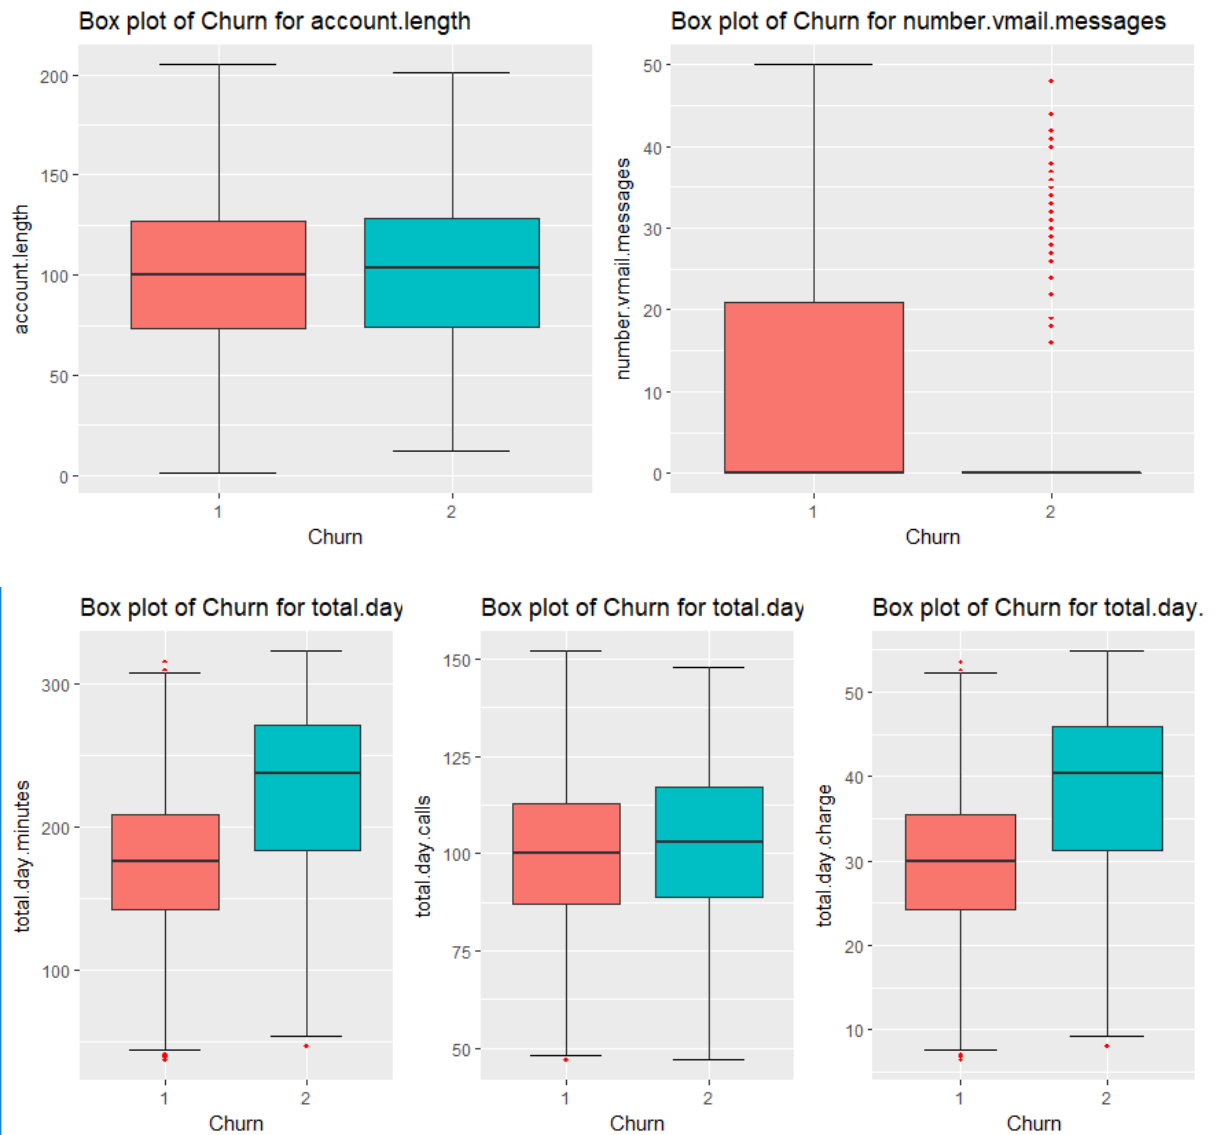 Box plot of Churn for account.length
account.length
200
150
100
50
0
1
2
Churn
Box plot of Churn for number.vmail.messages
number.vmail.messages
50
40
30
20
10
0
1
2
Churn
Box plot of Churn for total.day
total.day.minutes
300
200
100
1
2
Churn
Box plot of Churn for total.day
total.day.calls
150
125
100
75
50
1
2
Churn
Box plot of Churn for total.day.
total.day.charge
50
40
30
20
10
1
2
Churn